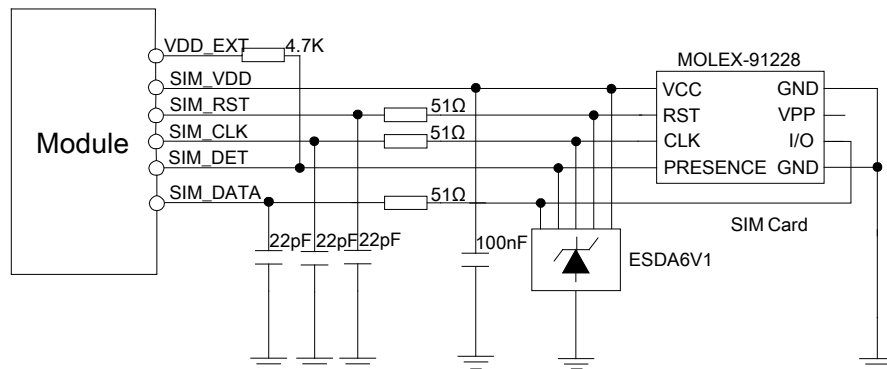 VDD_EXT 4.7K
MOLEX-91228
SIM_VDD
VCC GND
SIM_RST 51Ω
RST VPP
SIM_CLK 51Ω
CLK I/O
Module
SIM_DET
PRESENCE GND
SIM_DATA 51Ω
SIM Card
22pF 22pF 22pF 100nF
ESDA6V1